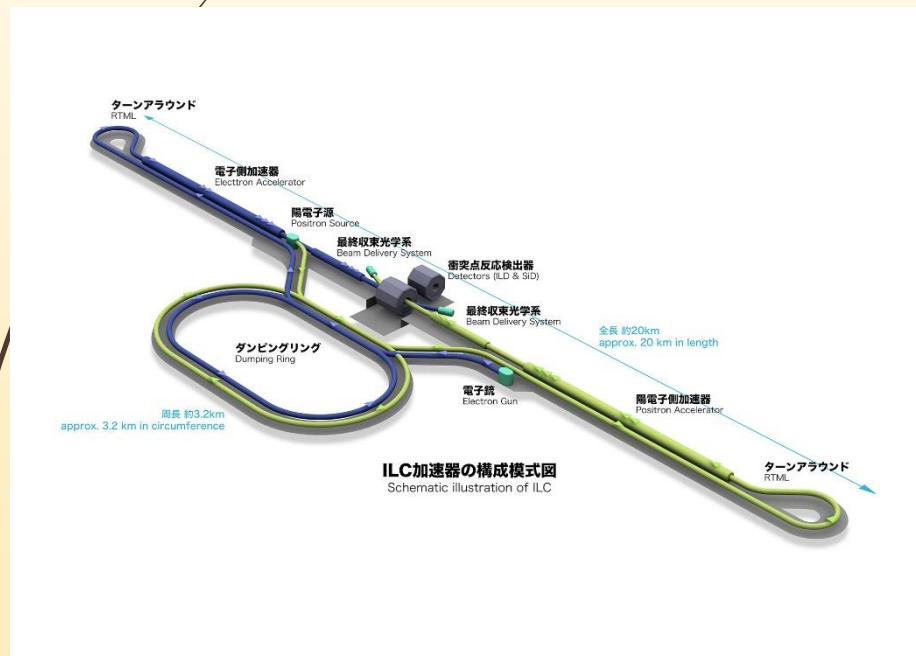 ターンアラウンド
RTML
電子側加速器
Electtron Accelerator
陽電子源
Positron Source
最終収束光学系
Beam Delivery System
衝突点反応検出器
Detectors (ILD & SiD)
最終収束光学系
Beam Delivery System
全長 約20km
approx. 20 km in length
ダンピングリング
Dumping Ring
電子銃
Electron Gun
陽電子側加速器
Positron Accelerator
周長 約3.2km
approx. 3.2 km in circumference
ターンアラウンド
RTML
ILC加速器の構成模式図
Schematic illustration of ILC